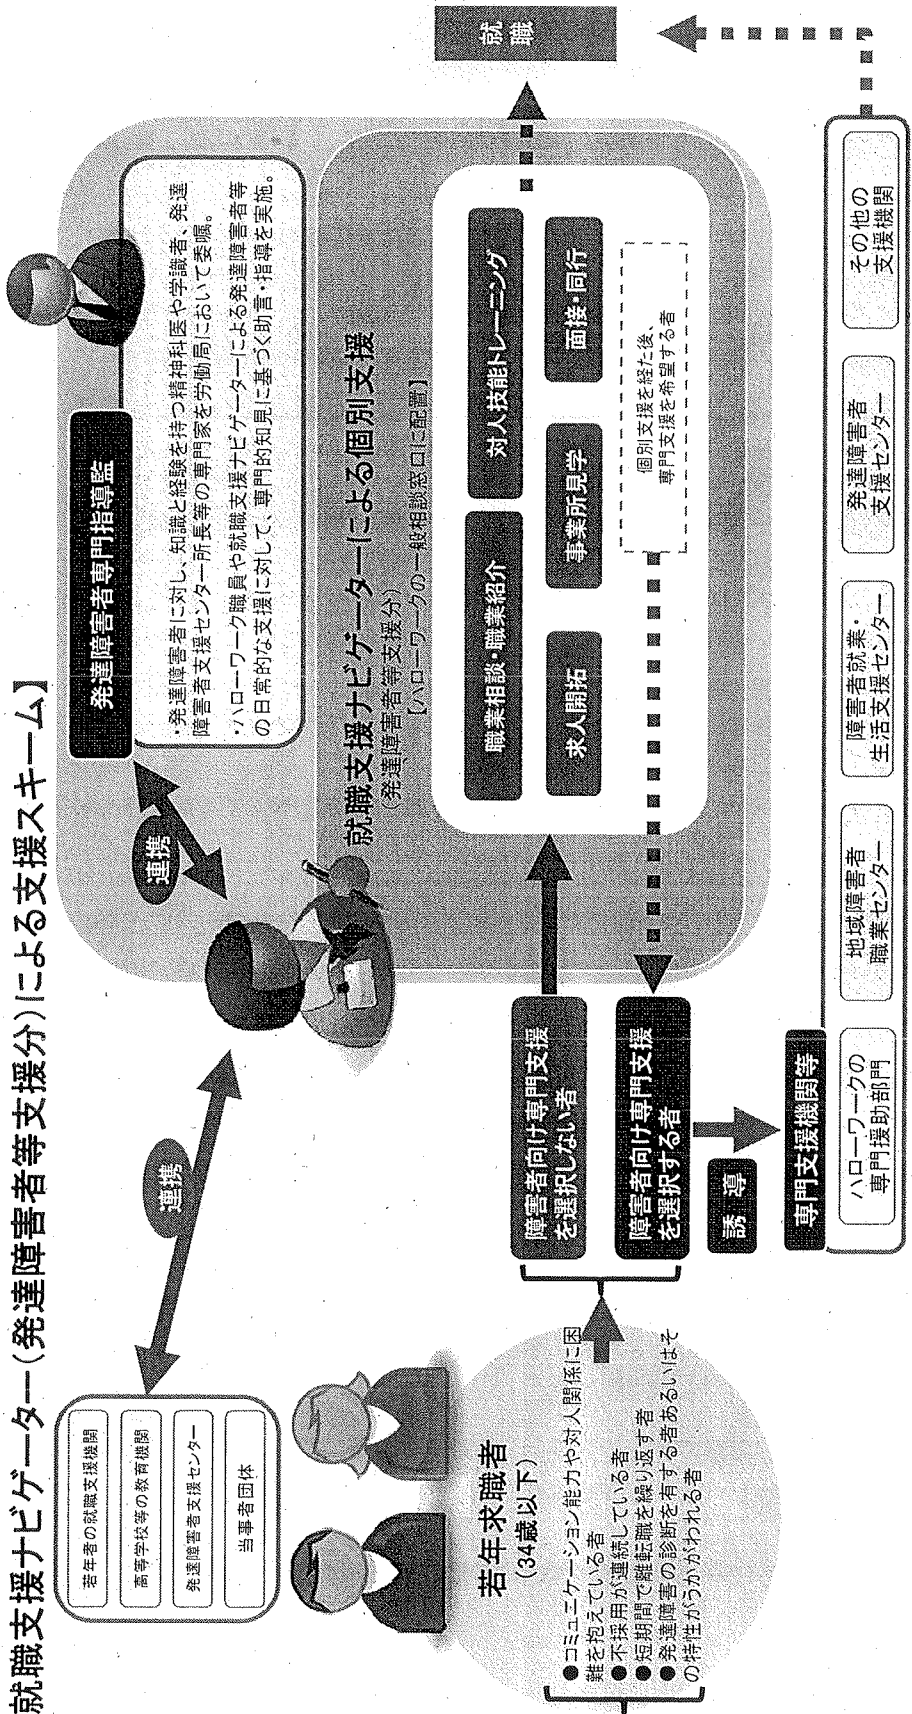 就職支援ナビゲーター(発達障害者等支援分)による支援スキーム】
若年者の就職支援機関
高等学校等の教育機関
発達障害者支援センター
当事者団体
連携
連携
発達障害者専門指導監
・発達障害者に対し、知識と経験を持つ精神科医や学識者、発達
障害者支援センター所長等の専門家を労働局において委嘱。
・ハローワーク職員や就職支援ナビゲーターによる発達障害者等
の日常的な支援に対して、専門的知見に基づく助言・指導を実施。
就職支援ナビゲーターによる個別支援
(発達障害者等支援分)
【ハローワークの一般相談窓口に配置】
職業相談・職業紹介
対人技能トレーニング
求人開拓
事業所見学
面接・同行
個別支援を経た後、
専門支援を希望する者
就職
若年求職者
(34歳以下)
●コミュニケーション能力や対人関係に困
難を抱えている者
●不採用が連続している者
●短期間で離転職を繰り返す者
●発達障害の診断を有する者あるいはそ
の特性がうかがわれる者
障害者向け専門支援
を選択しない者
障害者向け専門支援
を選択する者
誘導
専門支援機関等
ハローワークの
専門援助部門
地域障害者
職業センター
障害者就業・
生活支援センター
発達障害者
支援センター
その他の
支援機関